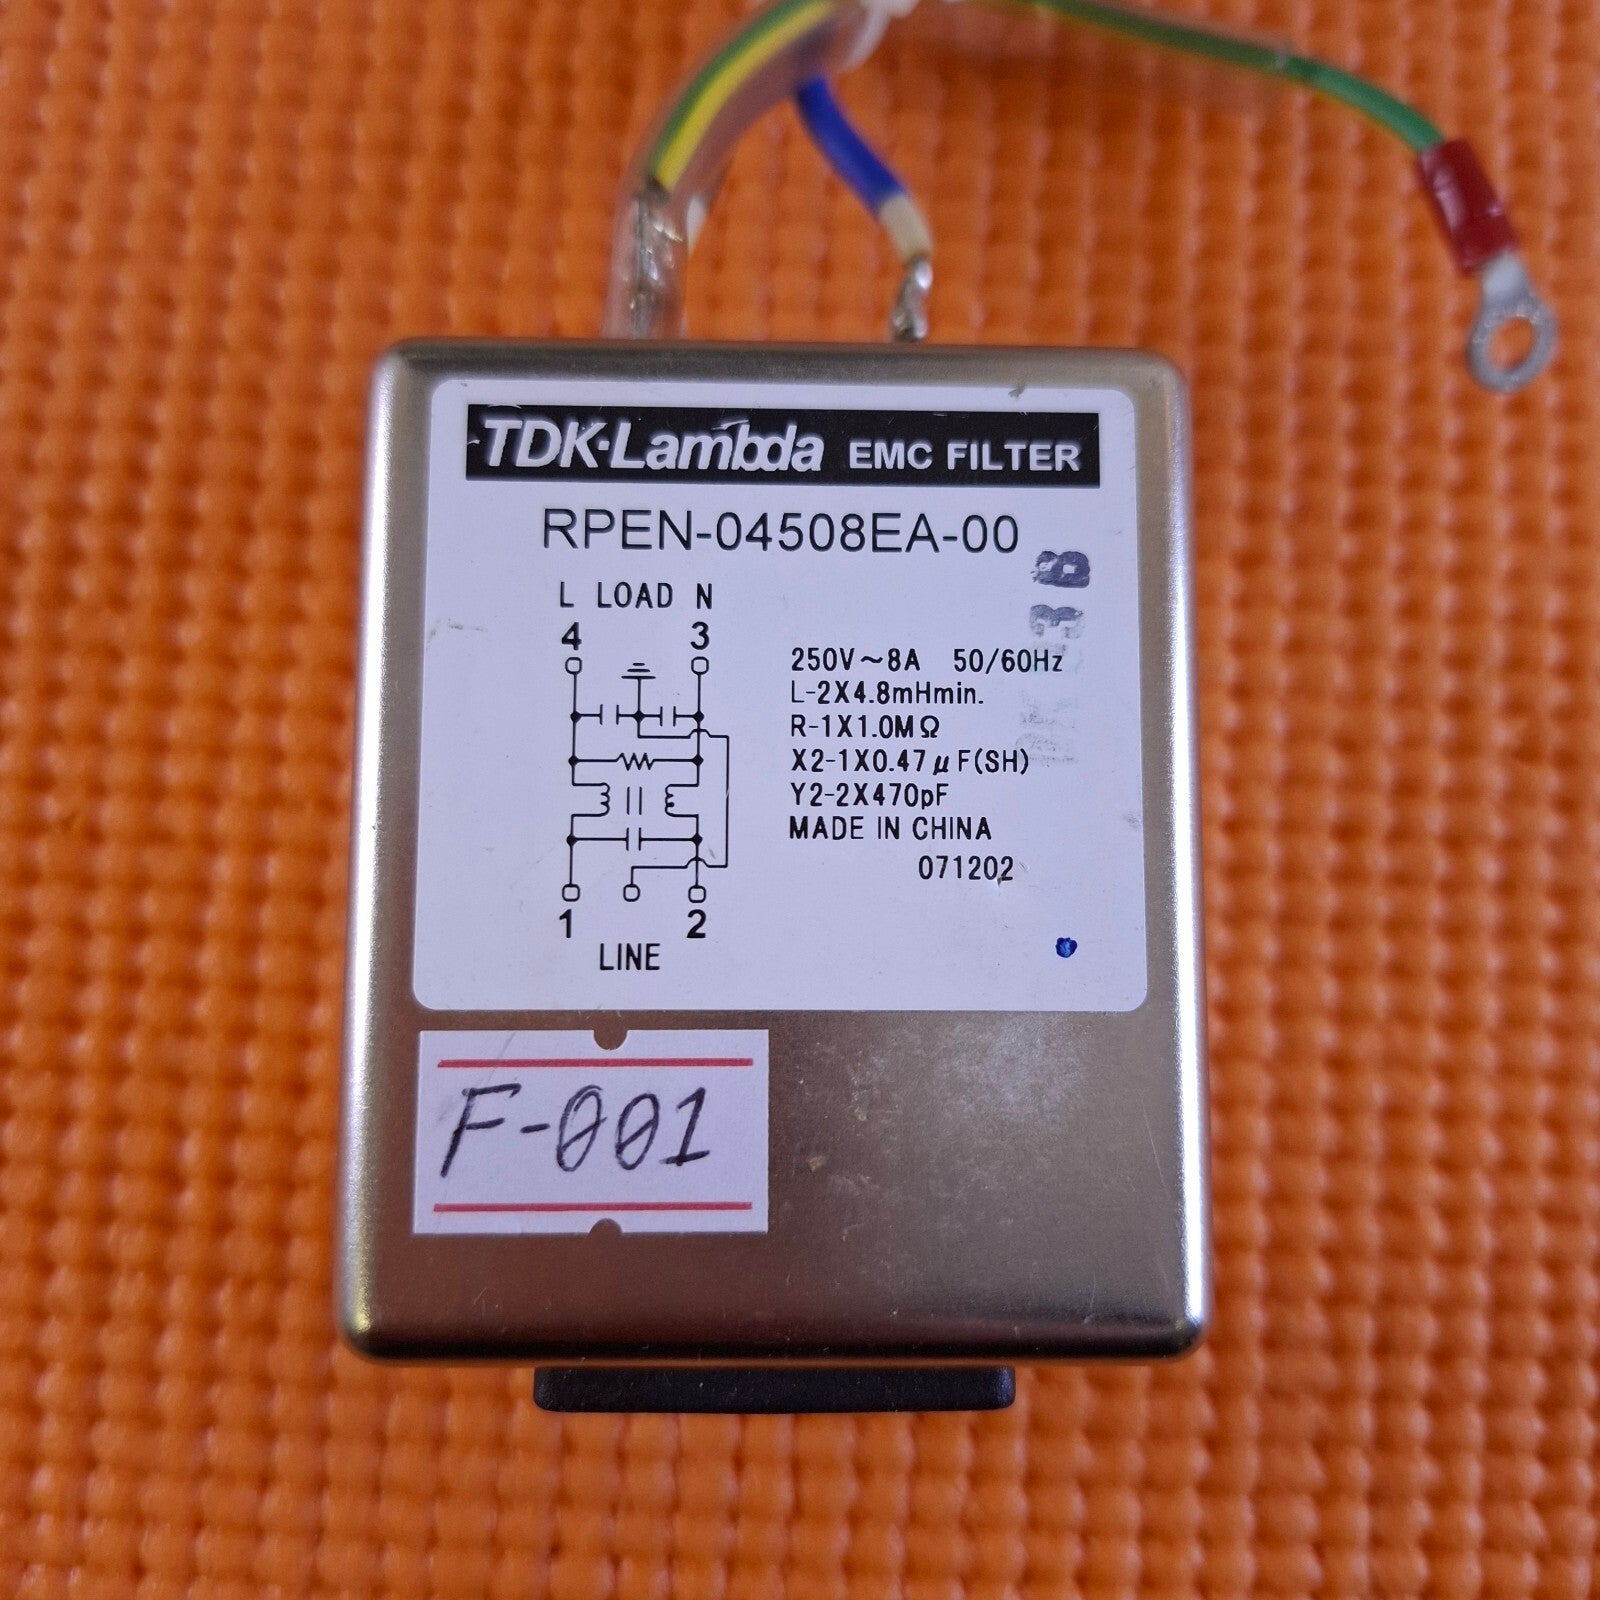 TDK·Lambda EMC FILTER
RPEN-04508EA-00
L LOAD N
4 3
250V~8A 50/60Hz
L-2X4.8mHmin.
R-1X1.0MΩ
X2-1X0.47μF(SH)
Y2-2X470pF
MADE IN CHINA
071202
1 2
LINE
F-001